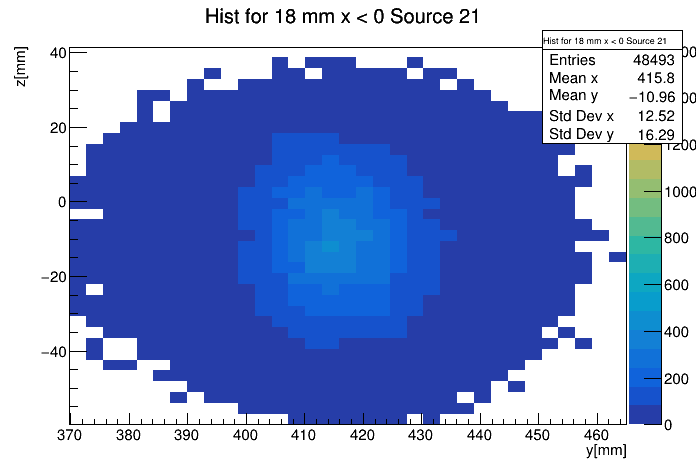 Hist for 18 mm x < 0 Source 21
Hist for 18 mm x < 0 Source 21
Entries 48493
Mean x 415.8
Mean y −10.96
Std Dev x 12.52
Std Dev y 16.29
z[mm]
40
20
0
−20
−40
370 380 390 400 410 420 430 440 450 460
y[mm]
1200
1000
800
600
400
200
0